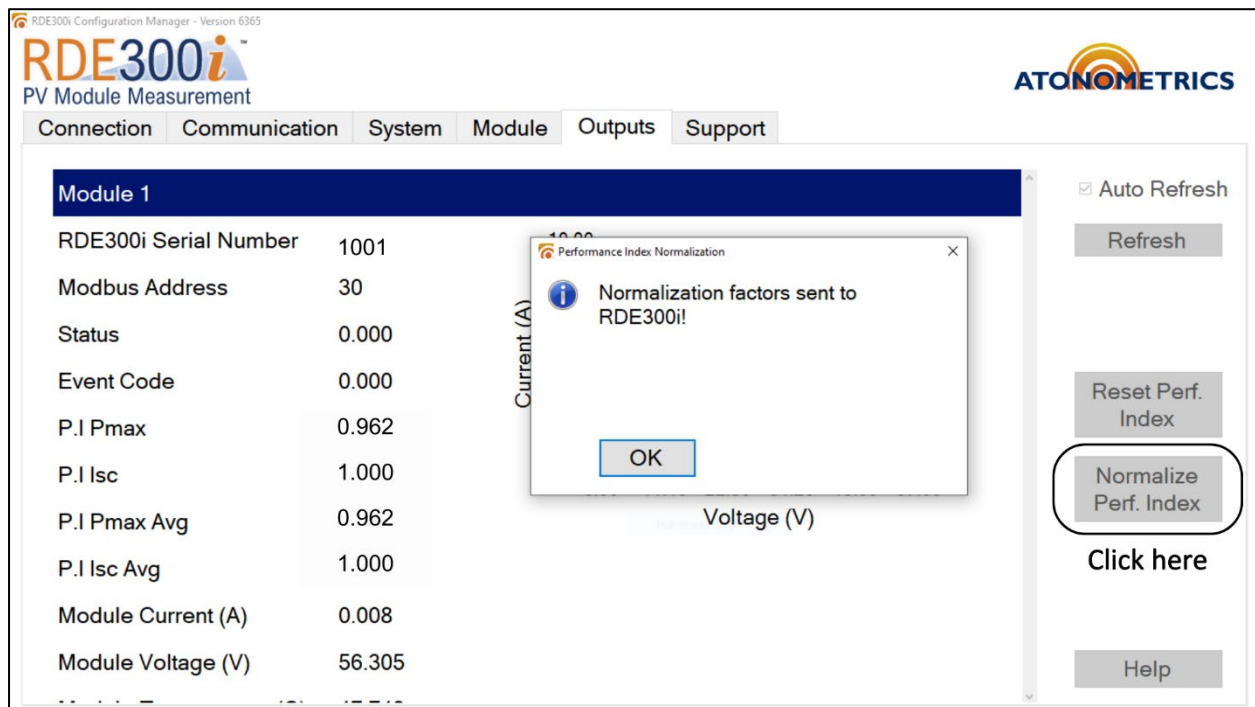 RDE300i Configuration Manager - Version 6365
RDE300i™
PV Module Measurement
ATONOMETRICS
Connection Communication System Module Outputs Support
Module 1
Auto Refresh
RDE300i Serial Number 1001
Refresh
Performance Index Normalization
Modbus Address 30
Normalization factors sent to
RDE300i!
Status 0.000
Current (A)
Event Code 0.000
Reset Perf.
Index
P.I Pmax 0.962
OK
P.I Isc 1.000
Normalize
Perf. Index
P.I Pmax Avg 0.962
Voltage (V)
Click here
P.I Isc Avg 1.000
Module Current (A) 0.008
Module Voltage (V) 56.305
Help